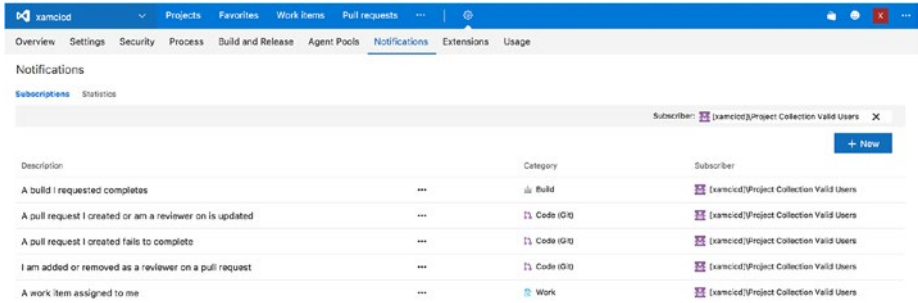 xamcicd Projects Favorites Work items Pull requests ... X ...
Overview Settings Security Process Build and Release Agent Pools Notifications Extensions Usage
Notifications
Subscriptions Statistics
Subscriber: [xamcicd]\Project Collection Valid Users X
+ New
Description Category Subscriber
A build I requested completes ... Build [xamcicd]\Project Collection Valid Users
A pull request I created or am a reviewer on is updated ... Code (Git) [xamcicd]\Project Collection Valid Users
A pull request I created fails to complete ... Code (Git) [xamcicd]\Project Collection Valid Users
I am added or removed as a reviewer on a pull request ... Code (Git) [xamcicd]\Project Collection Valid Users
A work item assigned to me ... Work [xamcicd]\Project Collection Valid Users